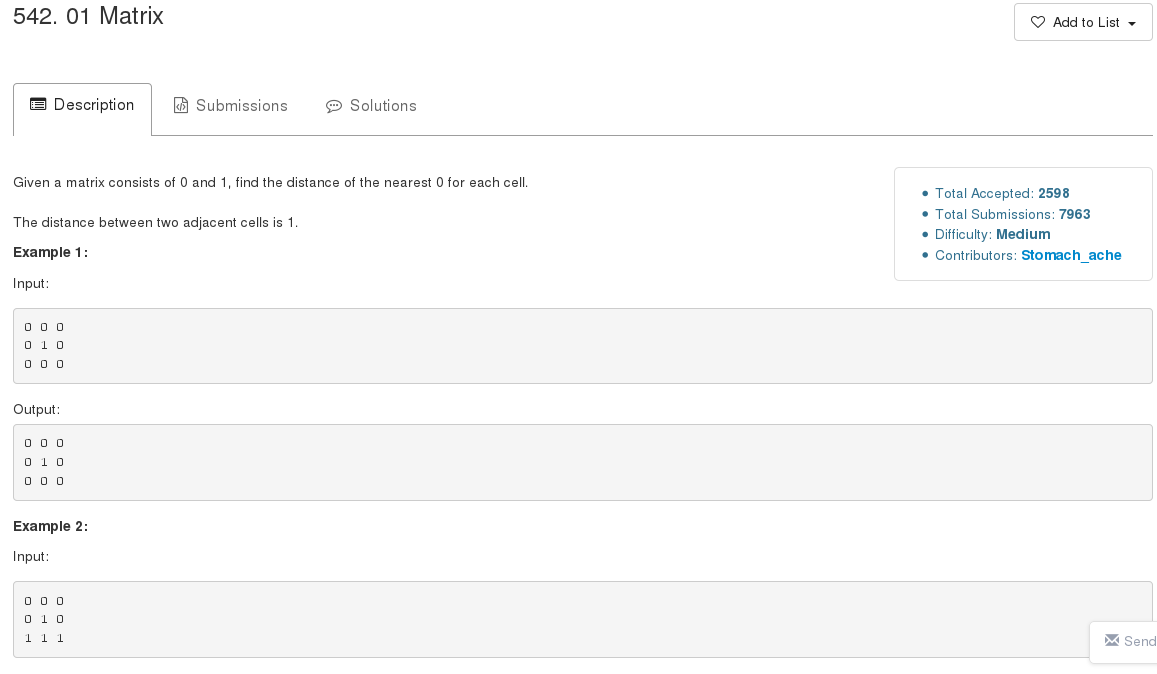 542. 01 Matrix
Add to List
Description
Submissions
Solutions
Given a matrix consists of 0 and 1, find the distance of the nearest 0 for each cell.
The distance between two adjacent cells is 1.
Total Accepted: 2598
Total Submissions: 7963
Difficulty: Medium
Contributors: Stomach_ache
Example 1:
Input:
0 0 0
0 1 0
0 0 0
Output:
0 0 0
0 1 0
0 0 0
Example 2:
Input:
0 0 0
0 1 0
1 1 1
Send